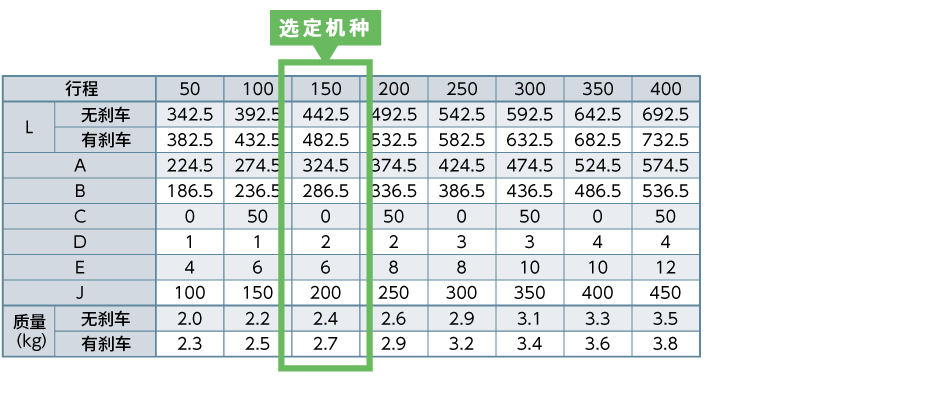 选定机种
行程 50 100 150 200 250 300 350 400
L 无刹车 342.5 392.5 442.5 492.5 542.5 592.5 642.5 692.5
有刹车 382.5 432.5 482.5 532.5 582.5 632.5 682.5 732.5
A 224.5 274.5 324.5 374.5 424.5 474.5 524.5 574.5
B 186.5 236.5 286.5 336.5 386.5 436.5 486.5 536.5
C 0 50 0 50 0 50 0 50
D 1 1 2 2 3 3 4 4
E 4 6 6 8 8 10 10 12
J 100 150 200 250 300 350 400 450
质量 (kg) 无刹车 2.0 2.2 2.4 2.6 2.9 3.1 3.3 3.5
有刹车 2.3 2.5 2.7 2.9 3.2 3.4 3.6 3.8